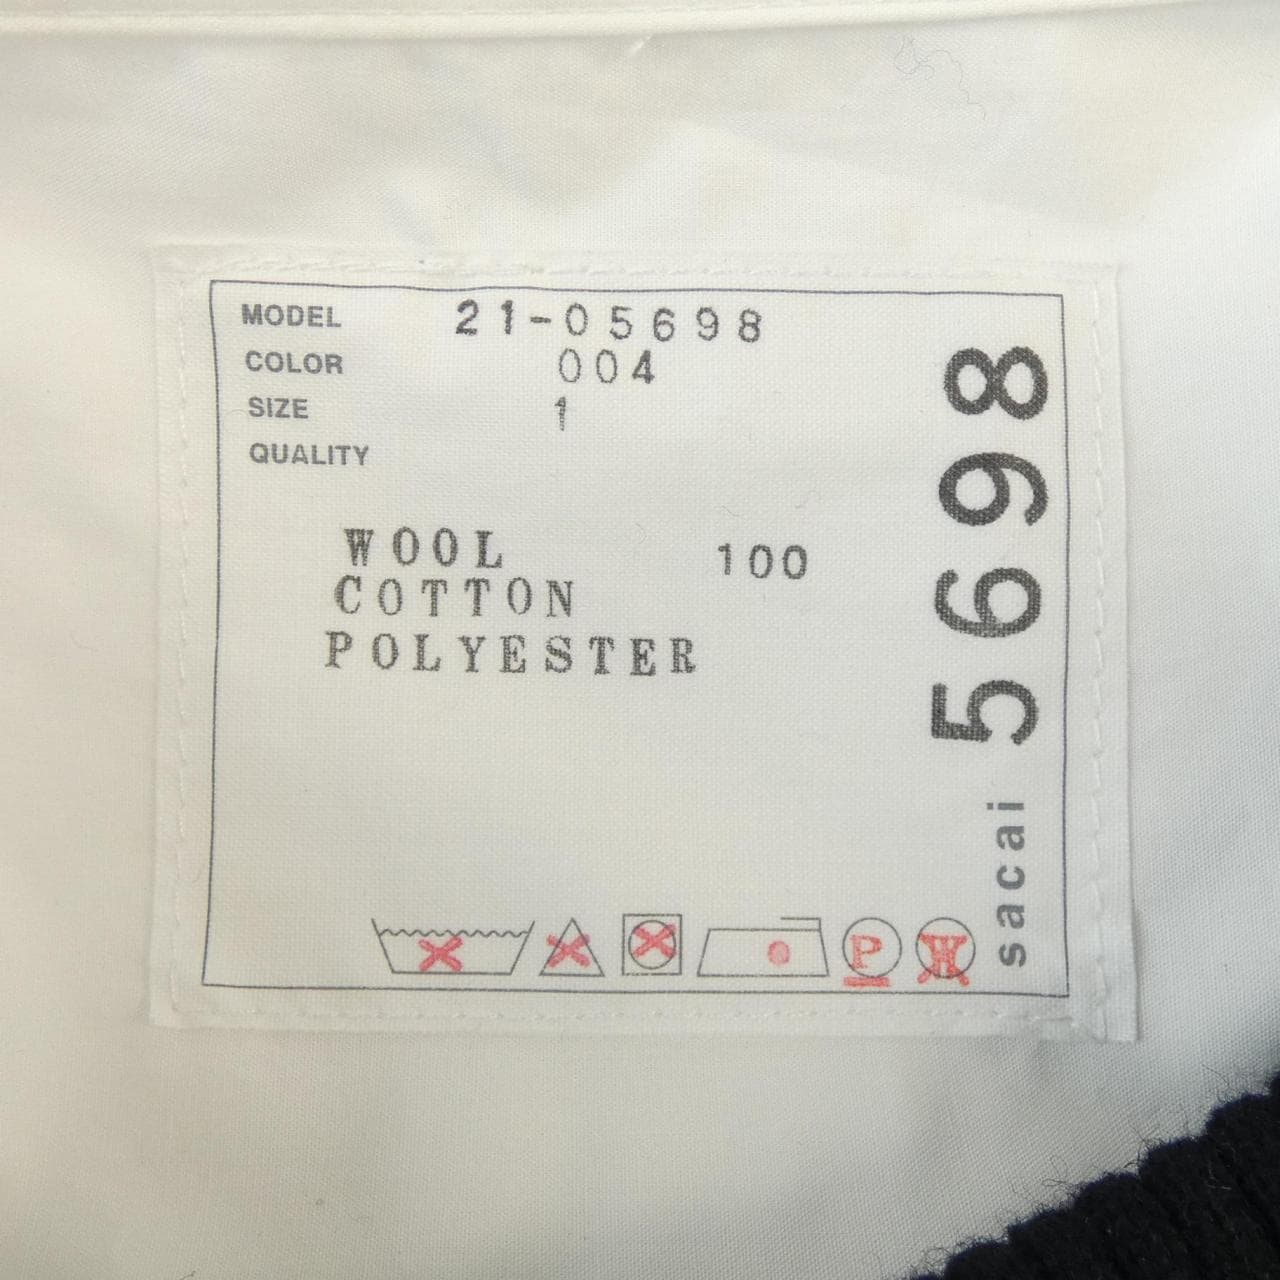 MODEL 21-05698
COLOR 004
SIZE 1
QUALITY
WOOL 100
COTTON
POLYESTER
P W
sacai 5698